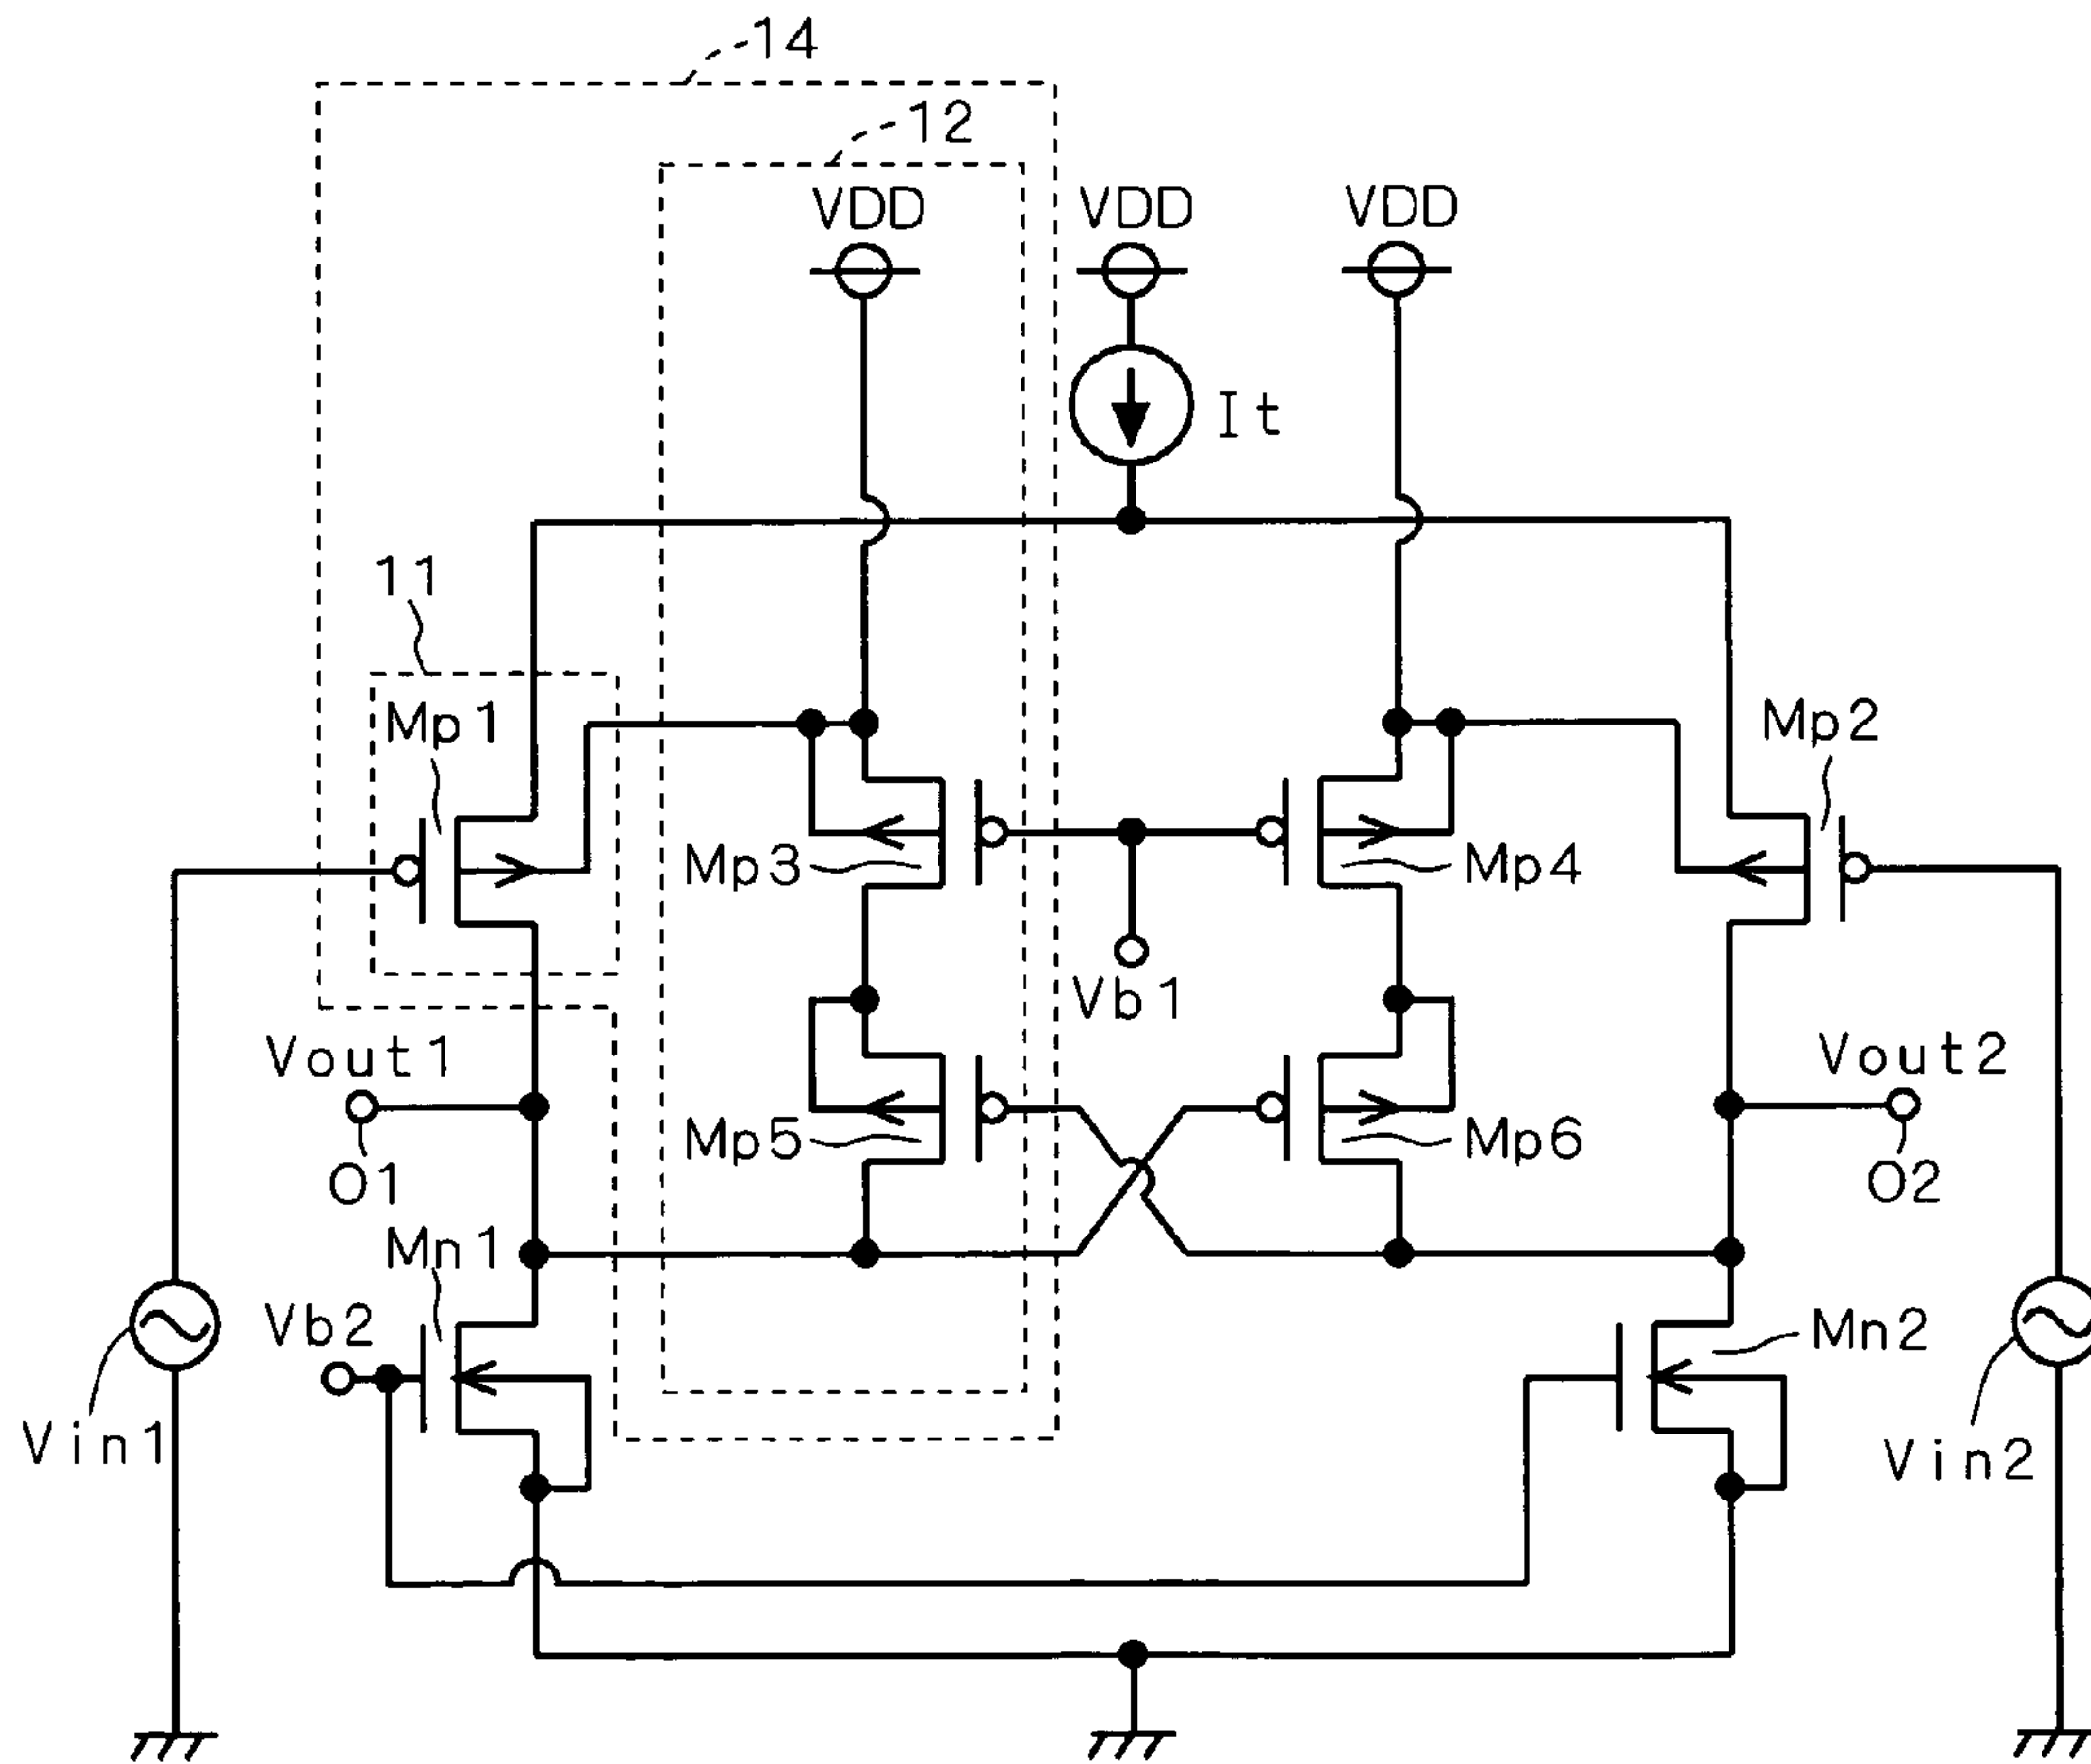 14
12
VDD VDD VDD
It
11
Mp1 Mp2
Mp3 Mp4
Vb1
Vout1 Vout2
Mp5 Mp6
O1 O2
Mn1
Vb2 Mn2
Vin1 Vin2